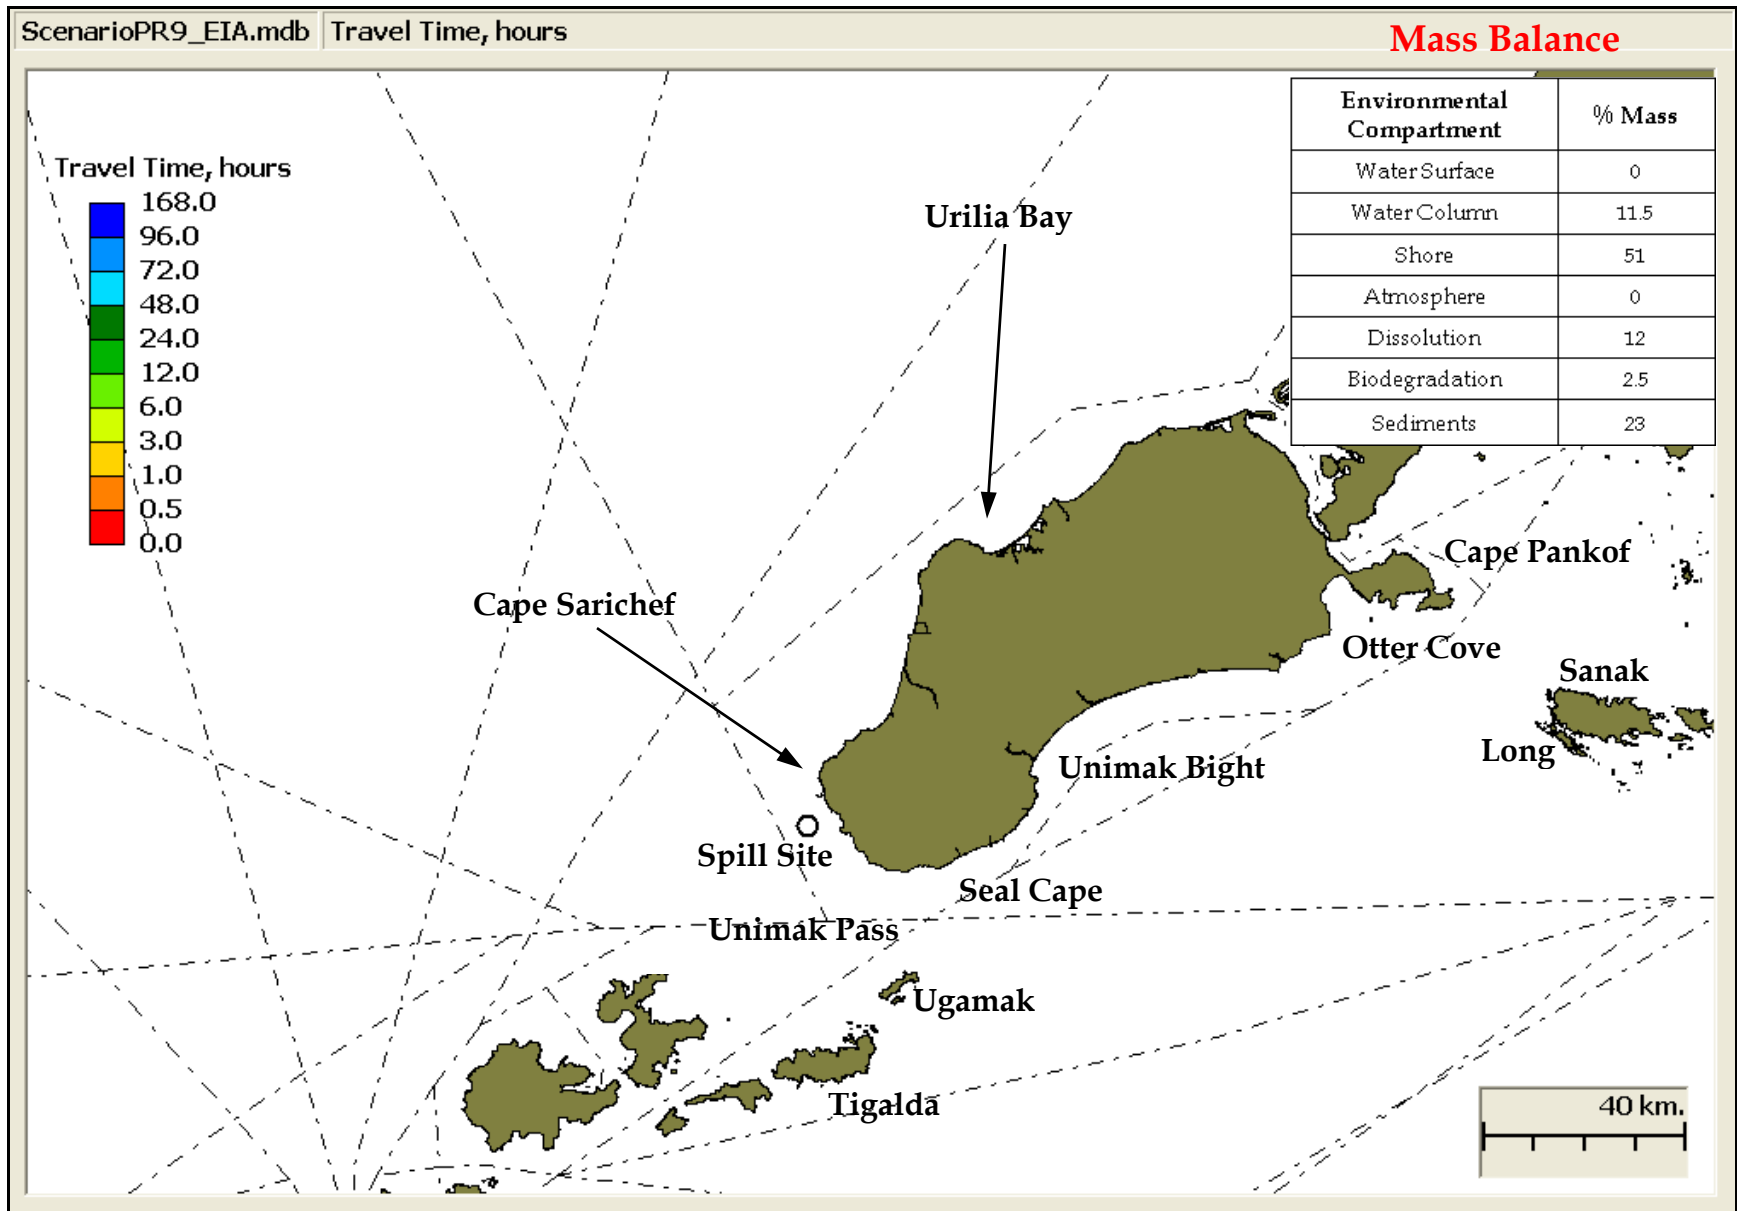 ScenarioPR9_EIA.mdb
Travel Time, hours
Mass Balance
Environmental
Compartment
% Mass
Water Surface
0
Water Column
11.5
Shore
51
Atmosphere
0
Dissolution
12
Biodegradation
2.5
Sediments
23
Travel Time, hours
168.0
96.0
72.0
48.0
24.0
12.0
6.0
3.0
1.0
0.5
0.0
Urilia Bay
Cape Sarichef
Cape Pankof
Otter Cove
Sanak
Long
Unimak Bight
Spill Site
Seal Cape
Unimak Pass
Ugamak
Tigalda
40 km.